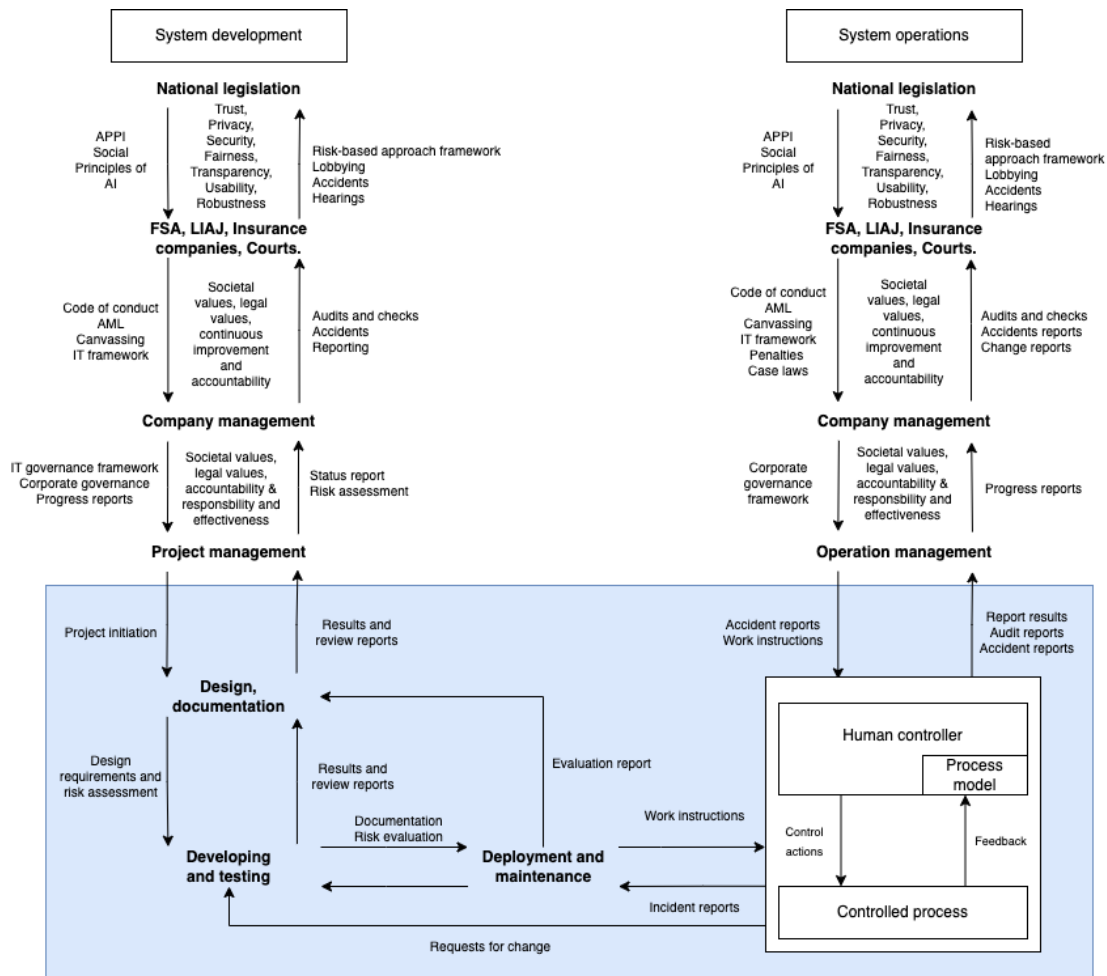 System development
System operations
National legislation
National legislation
APPI
Social
Principles of
AI
Trust,
Privacy,
Security,
Fairness,
Transparency,
Usability,
Robustness
Risk-based approach framework
Lobbying
Accidents
Hearings
APPI
Social
Principles of
AI
Trust,
Privacy,
Security,
Fairness,
Transparency,
Usability,
Robustness
Risk-based
approach framework
Lobbying
Accidents
Hearings
FSA, LIAJ, Insurance
companies, Courts.
FSA, LIAJ, Insurance
companies, Courts.
Code of conduct
AML
Canvassing
IT framework
Societal
values, legal
values,
continuous
improvement
and
accountability
Audits and checks
Accidents
Reporting
Code of conduct
AML
Canvassing
IT framework
Penalties
Case laws
Societal
values, legal
values,
continuous
improvement
and
accountability
Audits and checks
Accidents reports
Change reports
Company management
Company management
IT governance framework
Corporate governance
Progress reports
Societal values,
legal values,
accountability &
responsbility and
effectiveness
Status report
Risk assessment
Corporate
governance
framework
Societal values,
legal values,
accountability &
responsbility and
effectiveness
Progress reports
Project management
Operation management
Project initiation
Results and
review reports
Accident reports
Work instructions
Report results
Audit reports
Accident reports
Design,
documentation
Human controller
Process
model
Design
requirements and
risk assessment
Results and
review reports
Evaluation report
Documentation
Risk evaluation
Work instructions
Control
actions
Feedback
Developing
and testing
Deployment and
maintenance
Incident reports
Controlled process
Requests for change